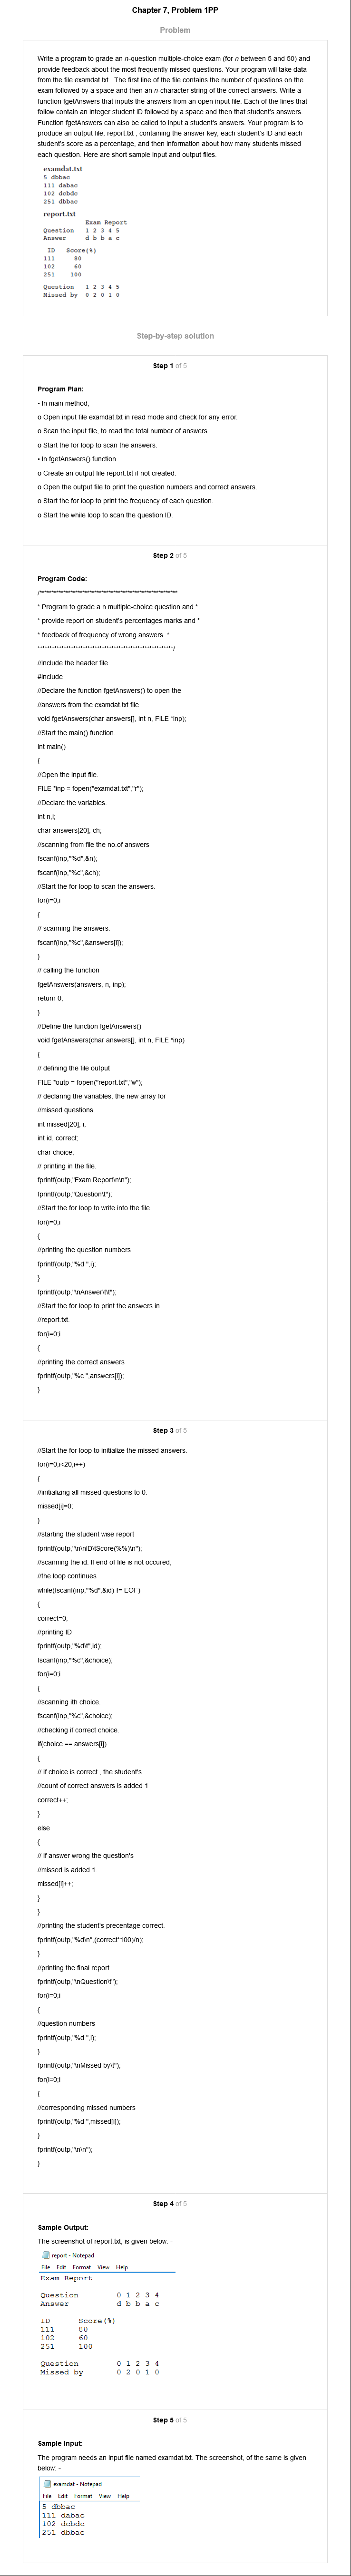 Chapter 7, Problem 1PP
Problem
Write a program to grade an n-question multiple-choice exam (for n between 5 and 50) and
provide feedback about the most frequently missed questions. Your program will take data
from the file examdat.txt . The first line of the file contains the number of questions on the
exam followed by a space and then an n-character string of the correct answers. Write a
function fgetAnswers that inputs the answers from an open input file. Each of the lines that
follow contain an integer student ID followed by a space and then that student's answers.
Function fgetAnswers can also be called to input a student's answers. Your program is to
produce an output file, report.txt , containing the answer key, each student's ID and each
student's score as a percentage, and then information about how many students missed
each question. Here are short sample input and output files.
examdat.txt
5 dbbac
111 dabac
102 dcbdc
251 dbbac
report.txt
Exam Report
Question 1 2 3 4 5
Answer d b b a c
ID Score(%)
111 80
102 60
251 100
Question 1 2 3 4 5
Missed by 0 2 0 1 0
Step-by-step solution
Step 1 of 5
Program Plan:
• In main method,
o Open input file examdat.txt in read mode and check for any error.
o Scan the input file, to read the total number of answers.
o Start the for loop to scan the answers.
• In fgetAnswers() function
o Create an output file report.txt if not created.
o Open the output file to print the question numbers and correct answers.
o Start the for loop to print the frequency of each question.
o Start the while loop to scan the question ID.
Step 2 of 5
Program Code:
/**********************************************************
* Program to grade a n multiple-choice question and *
* provide report on student's percentages marks and *
* feedback of frequency of wrong answers. *
*********************************************************/
//include the header file
#include
//Declare the function fgetAnswers() to open the
//answers from the examdat.txt file
void fgetAnswers(char answers[], int n, FILE *inp);
//Start the main() function.
int main()
{
//Open the input file.
FILE *inp = fopen("examdat.txt","r");
//Declare the variables.
int n,i;
char answers[20], ch;
//scanning from file the no.of answers
fscanf(inp,"%d",&n);
fscanf(inp,"%c",&ch);
//Start the for loop to scan the answers.
for(i=0;i
{
// scanning the answers.
fscanf(inp,"%c",&answers[i]);
}
// calling the function
fgetAnswers(answers, n, inp);
return 0;
}
//Define the function fgetAnswers()
void fgetAnswers(char answers[], int n, FILE *inp)
{
// defining the file output
FILE *outp = fopen("report.txt","w");
// declaring the variables, the new array for
//missed questions.
int missed[20], i;
int id, correct;
char choice;
// printing in the file.
fprintf(outp,"Exam Report\n\n");
fprintf(outp,"Question\t");
//Start the for loop to write into the file.
for(i=0;i
{
//printing the question numbers
fprintf(outp,"%d ",i);
}
fprintf(outp,"\nAnswer\t\t");
//Start the for loop to print the answers in
//report.txt.
for(i=0;i
{
//printing the correct answers
fprintf(outp,"%c ",answers[i]);
}
Step 3 of 5
//Start the for loop to initialize the missed answers.
for(i=0;i<20;i++)
{
//initializing all missed questions to 0.
missed[i]=0;
}
//starting the student wise report
fprintf(outp,"\n\nID\tScore(%%)\n");
//scanning the id. If end of file is not occured,
//the loop continues
while(fscanf(inp,"%d",&id) != EOF)
{
correct=0;
//printing ID
fprintf(outp,"%d\t",id);
fscanf(inp,"%c",&choice);
for(i=0;i
{
//scanning ith choice.
fscanf(inp,"%c",&choice);
//checking if correct choice.
if(choice == answers[i])
{
// if choice is correct , the student's
//count of correct answers is added 1
correct++;
}
else
{
// if answer wrong the question's
//missed is added 1.
missed[i]++;
}
}
//printing the student's precentage correct.
fprintf(outp,"%d\n",(correct*100)/n);
}
//printing the final report
fprintf(outp,"\nQuestion\t");
for(i=0;i
{
//question numbers
fprintf(outp,"%d ",i);
}
fprintf(outp,"\nMissed by\t");
for(i=0;i
{
//corresponding missed numbers
fprintf(outp,"%d ",missed[i]);
}
fprintf(outp,"\n\n");
}
Step 4 of 5
Sample Output:
The screenshot of report.txt, is given below: -
report - Notepad
File Edit Format View Help
Exam Report
Question 0 1 2 3 4
Answer d b b a c
ID Score(%)
111 80
102 60
251 100
Question 0 1 2 3 4
Missed by 0 2 0 1 0
Step 5 of 5
Sample Input:
The program needs an input file named examdat.txt. The screenshot, of the same is given
below: -
examdat - Notepad
File Edit Format View Help
5 dbbac
111 dabac
102 dcbdc
251 dbbac